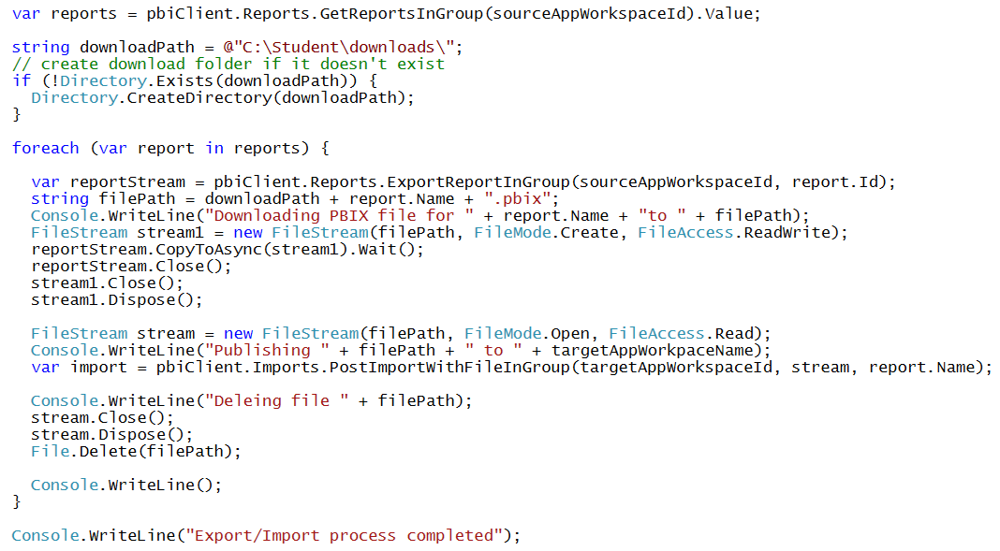 var reports = pbiClient.Reports.GetReportsInGroup(sourceAppWorkspaceId).Value;

string downloadPath = @"C:\Student\downloads\";
// create download folder if it doesn't exist
if (!Directory.Exists(downloadPath)) {
  Directory.CreateDirectory(downloadPath);
}

foreach (var report in reports) {

  var reportStream = pbiClient.Reports.ExportReportInGroup(sourceAppWorkspaceId, report.Id);
  string filePath = downloadPath + report.Name + ".pbix";
  Console.WriteLine("Downloading PBIX file for " + report.Name + "to " + filePath);
  FileStream stream1 = new FileStream(filePath, FileMode.Create, FileAccess.ReadWrite);
  reportStream.CopyToAsync(stream1).Wait();
  reportStream.Close();
  stream1.Close();
  stream1.Dispose();

  FileStream stream = new FileStream(filePath, FileMode.Open, FileAccess.Read);
  Console.WriteLine("Publishing " + filePath + " to " + targetAppWorkpaceName);
  var import = pbiClient.Imports.PostImportWithFileInGroup(targetAppWorkspaceId, stream, report.Name);

  Console.WriteLine("Deleing file " + filePath);
  stream.Close();
  stream.Dispose();
  File.Delete(filePath);

  Console.WriteLine();
}

Console.WriteLine("Export/Import process completed");